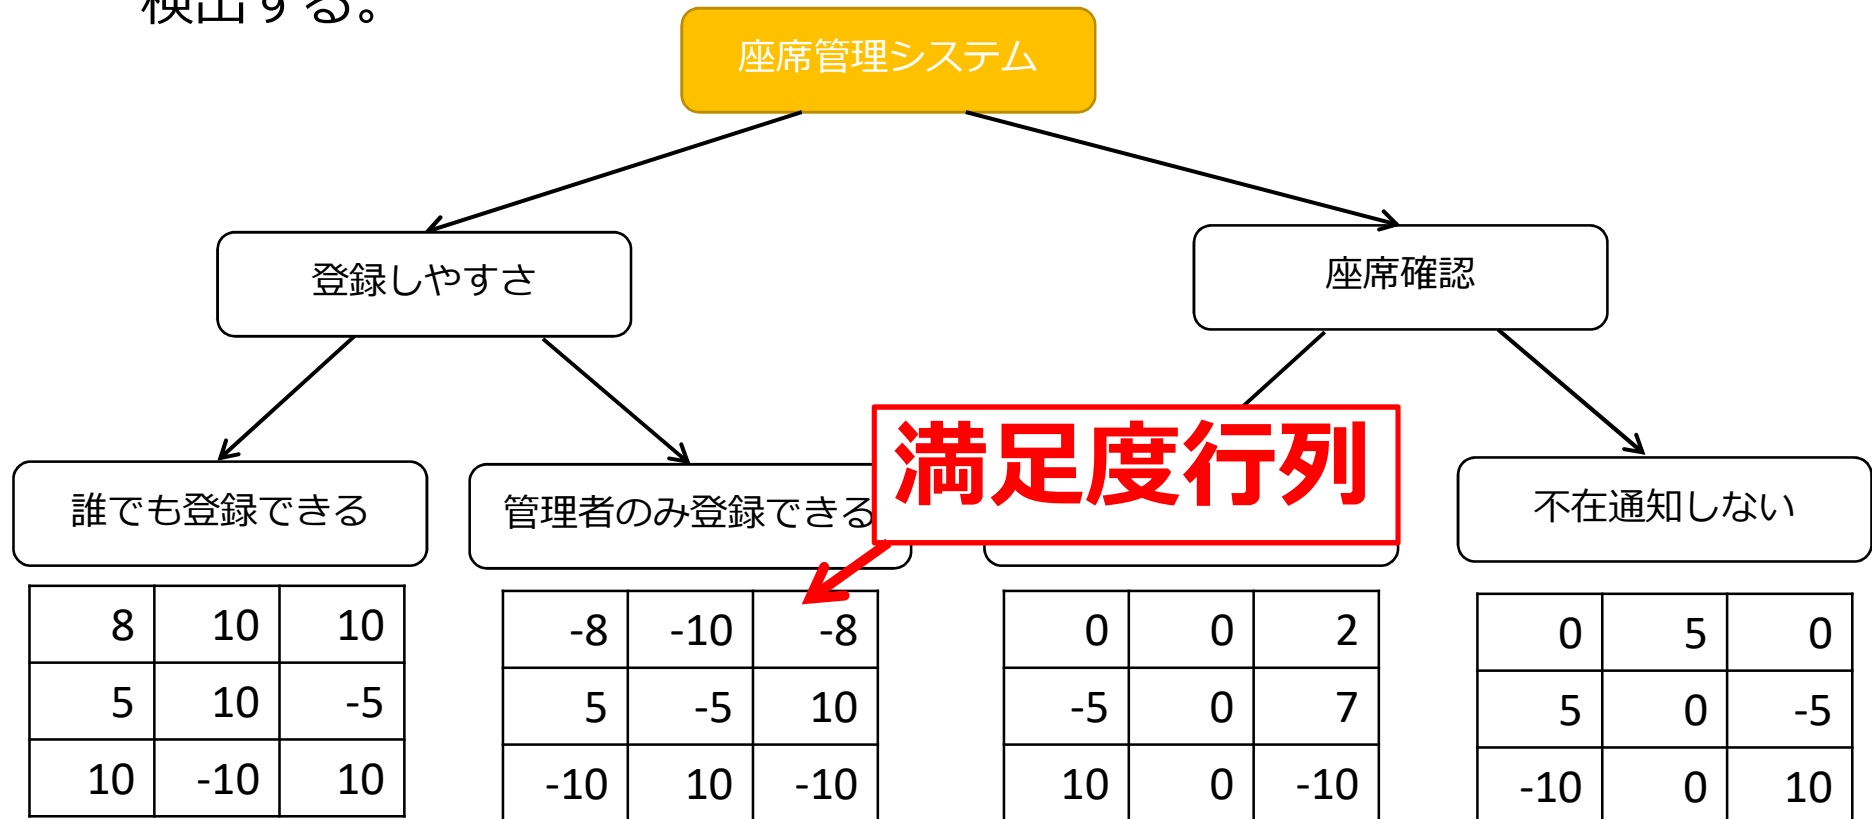 検出する。
座席管理システム
登録しやすさ
座席確認
満足度行列
誰でも登録できる
管理者のみ登録できる
不在通知しない
8 10 10
5 10 -5
10 -10 10
-8 -10 -8
5 -5 10
-10 10 -10
0 0 2
-5 0 7
10 0 -10
0 5 0
5 0 -5
-10 0 10